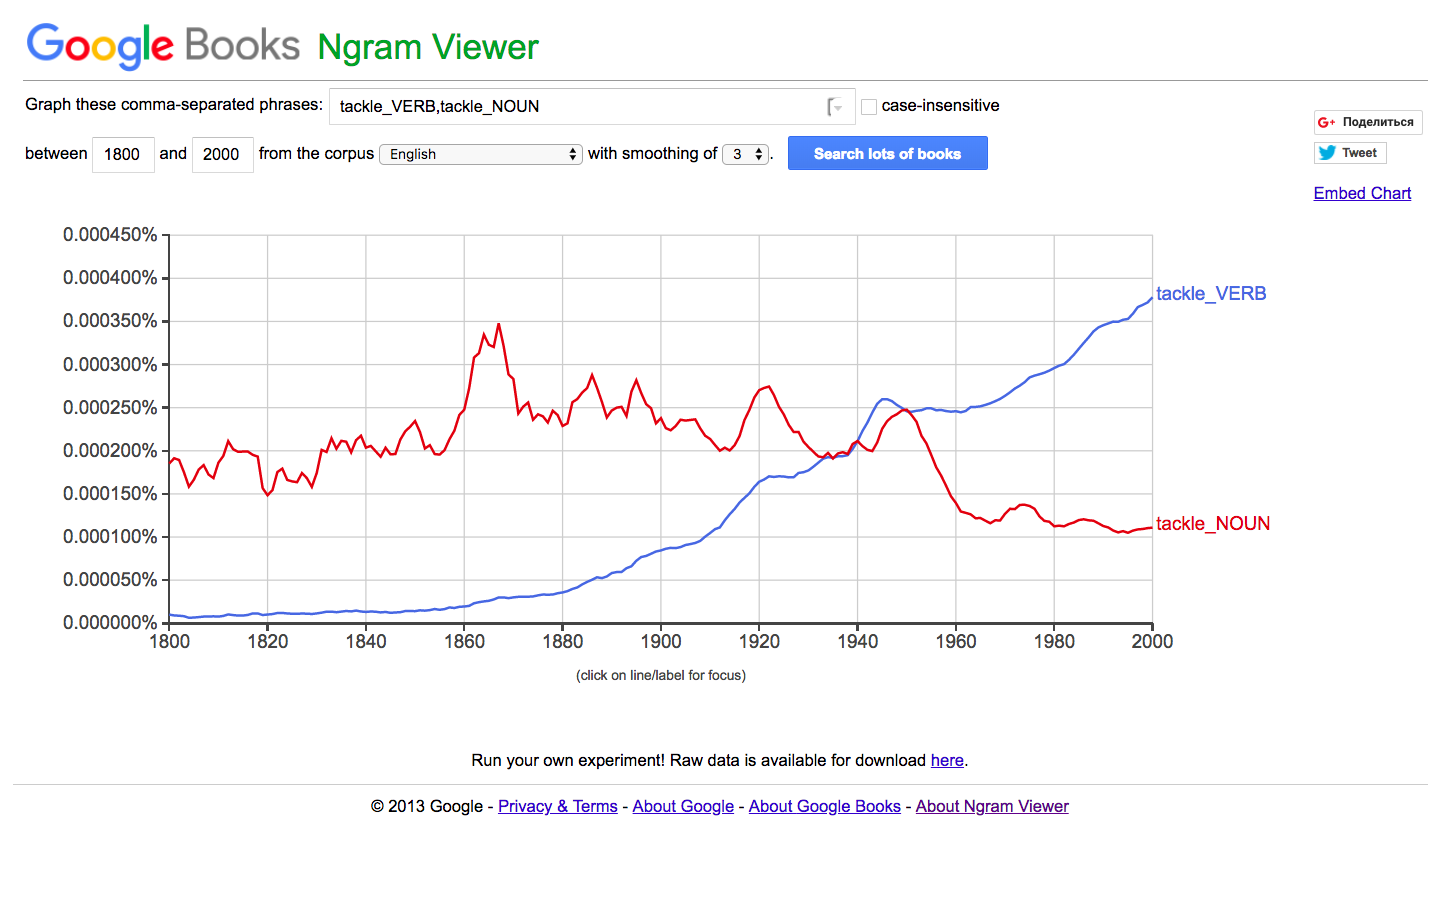 Google Books Ngram Viewer
Graph these comma-separated phrases: tackle_VERB,tackle_NOUN case-insensitive
between 1800 and 2000 from the corpus English with smoothing of 3 . Search lots of books
G+ Поделиться
Tweet
Embed Chart
0.000450%
0.000400%
0.000350%
0.000300%
0.000250%
0.000200%
0.000150%
0.000100%
0.000050%
0.000000%
tackle_VERB
tackle_NOUN
1800 1820 1840 1860 1880 1900 1920 1940 1960 1980 2000
(click on line/label for focus)
Run your own experiment! Raw data is available for download here.
© 2013 Google - Privacy & Terms - About Google - About Google Books - About Ngram Viewer